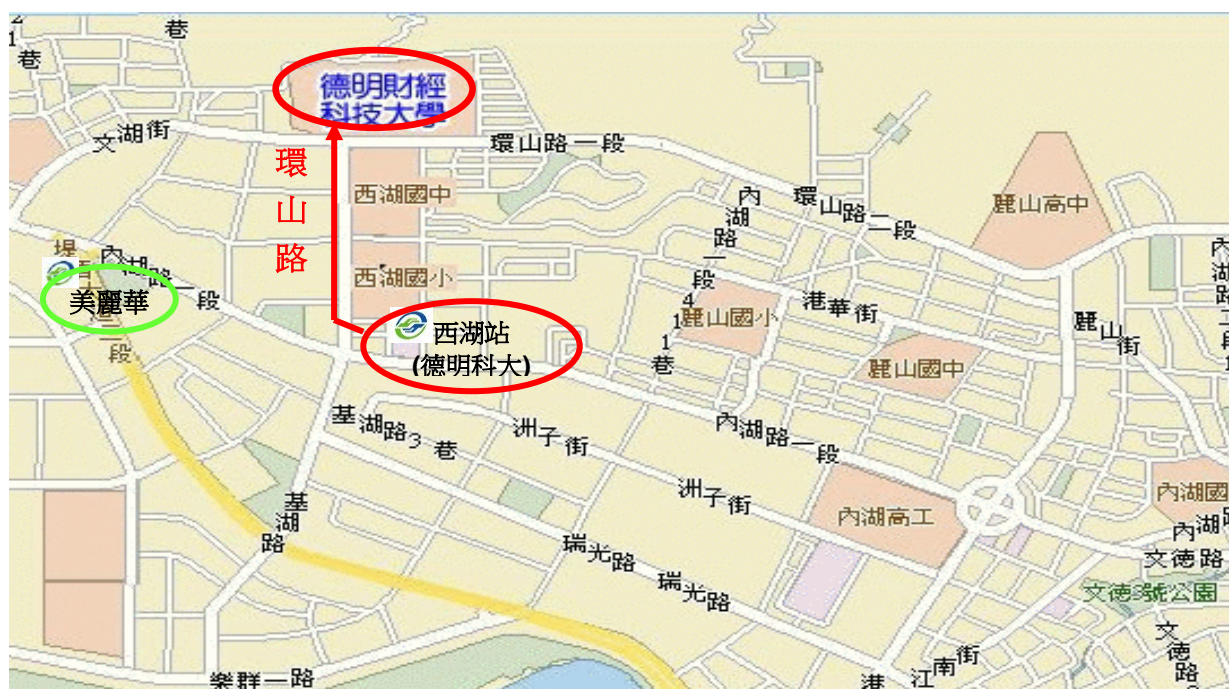 21巷
巷
德明財經
科技大學
文湖街
環山路
環山路一段
西湖國中
內湖路一段
環山路二段
麗山高中
西湖國小
內湖路一段
美麗華
西湖站
(德明科大)
411巷
麗山國小
港華街
麗山街
麗山國中
基湖路3巷
洲子街
內湖路一段
洲子街
內湖高工
內湖國
基湖路
瑞光路
瑞光路
內湖路
文德路
文德3號公園
文德路
樂群一路
港
江南街